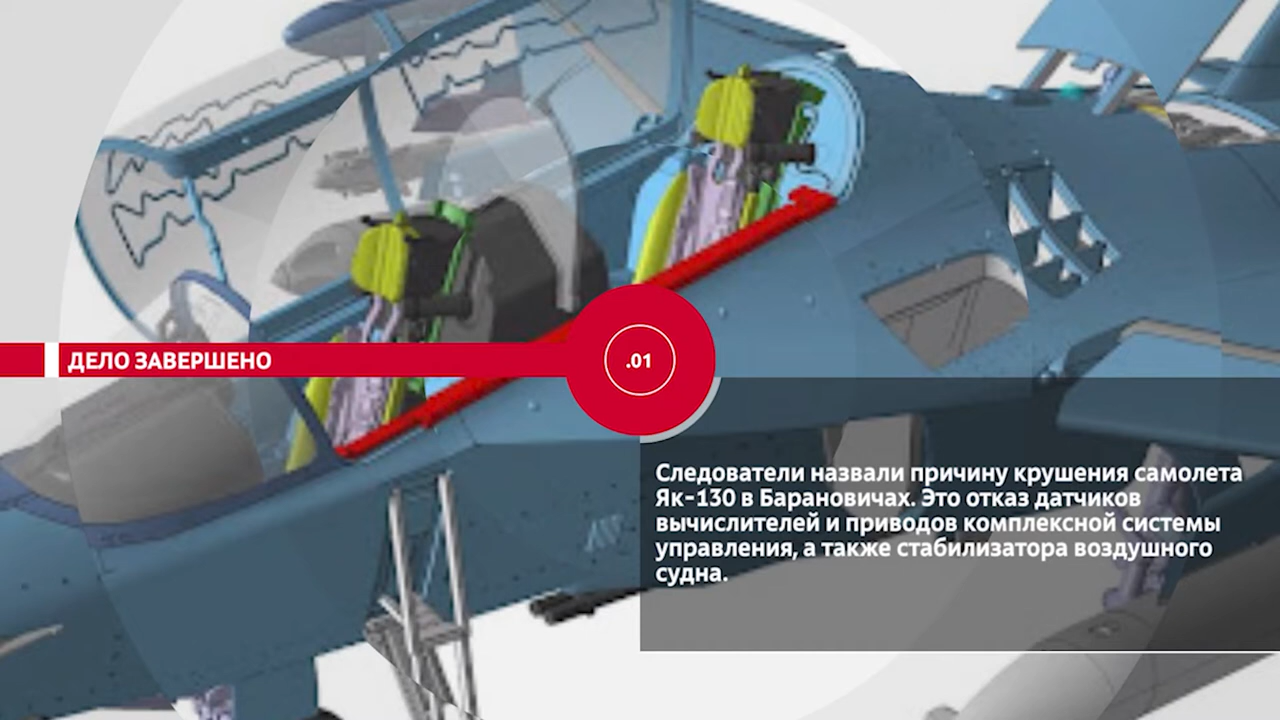 ДЕЛО ЗАВЕРШЕНО
.01
Следователи назвали причину крушения самолета
Як-130 в Барановичах. Это отказ датчиков
вычислителей и приводов комплексной системы
управления, а также стабилизатора воздушного
судна.